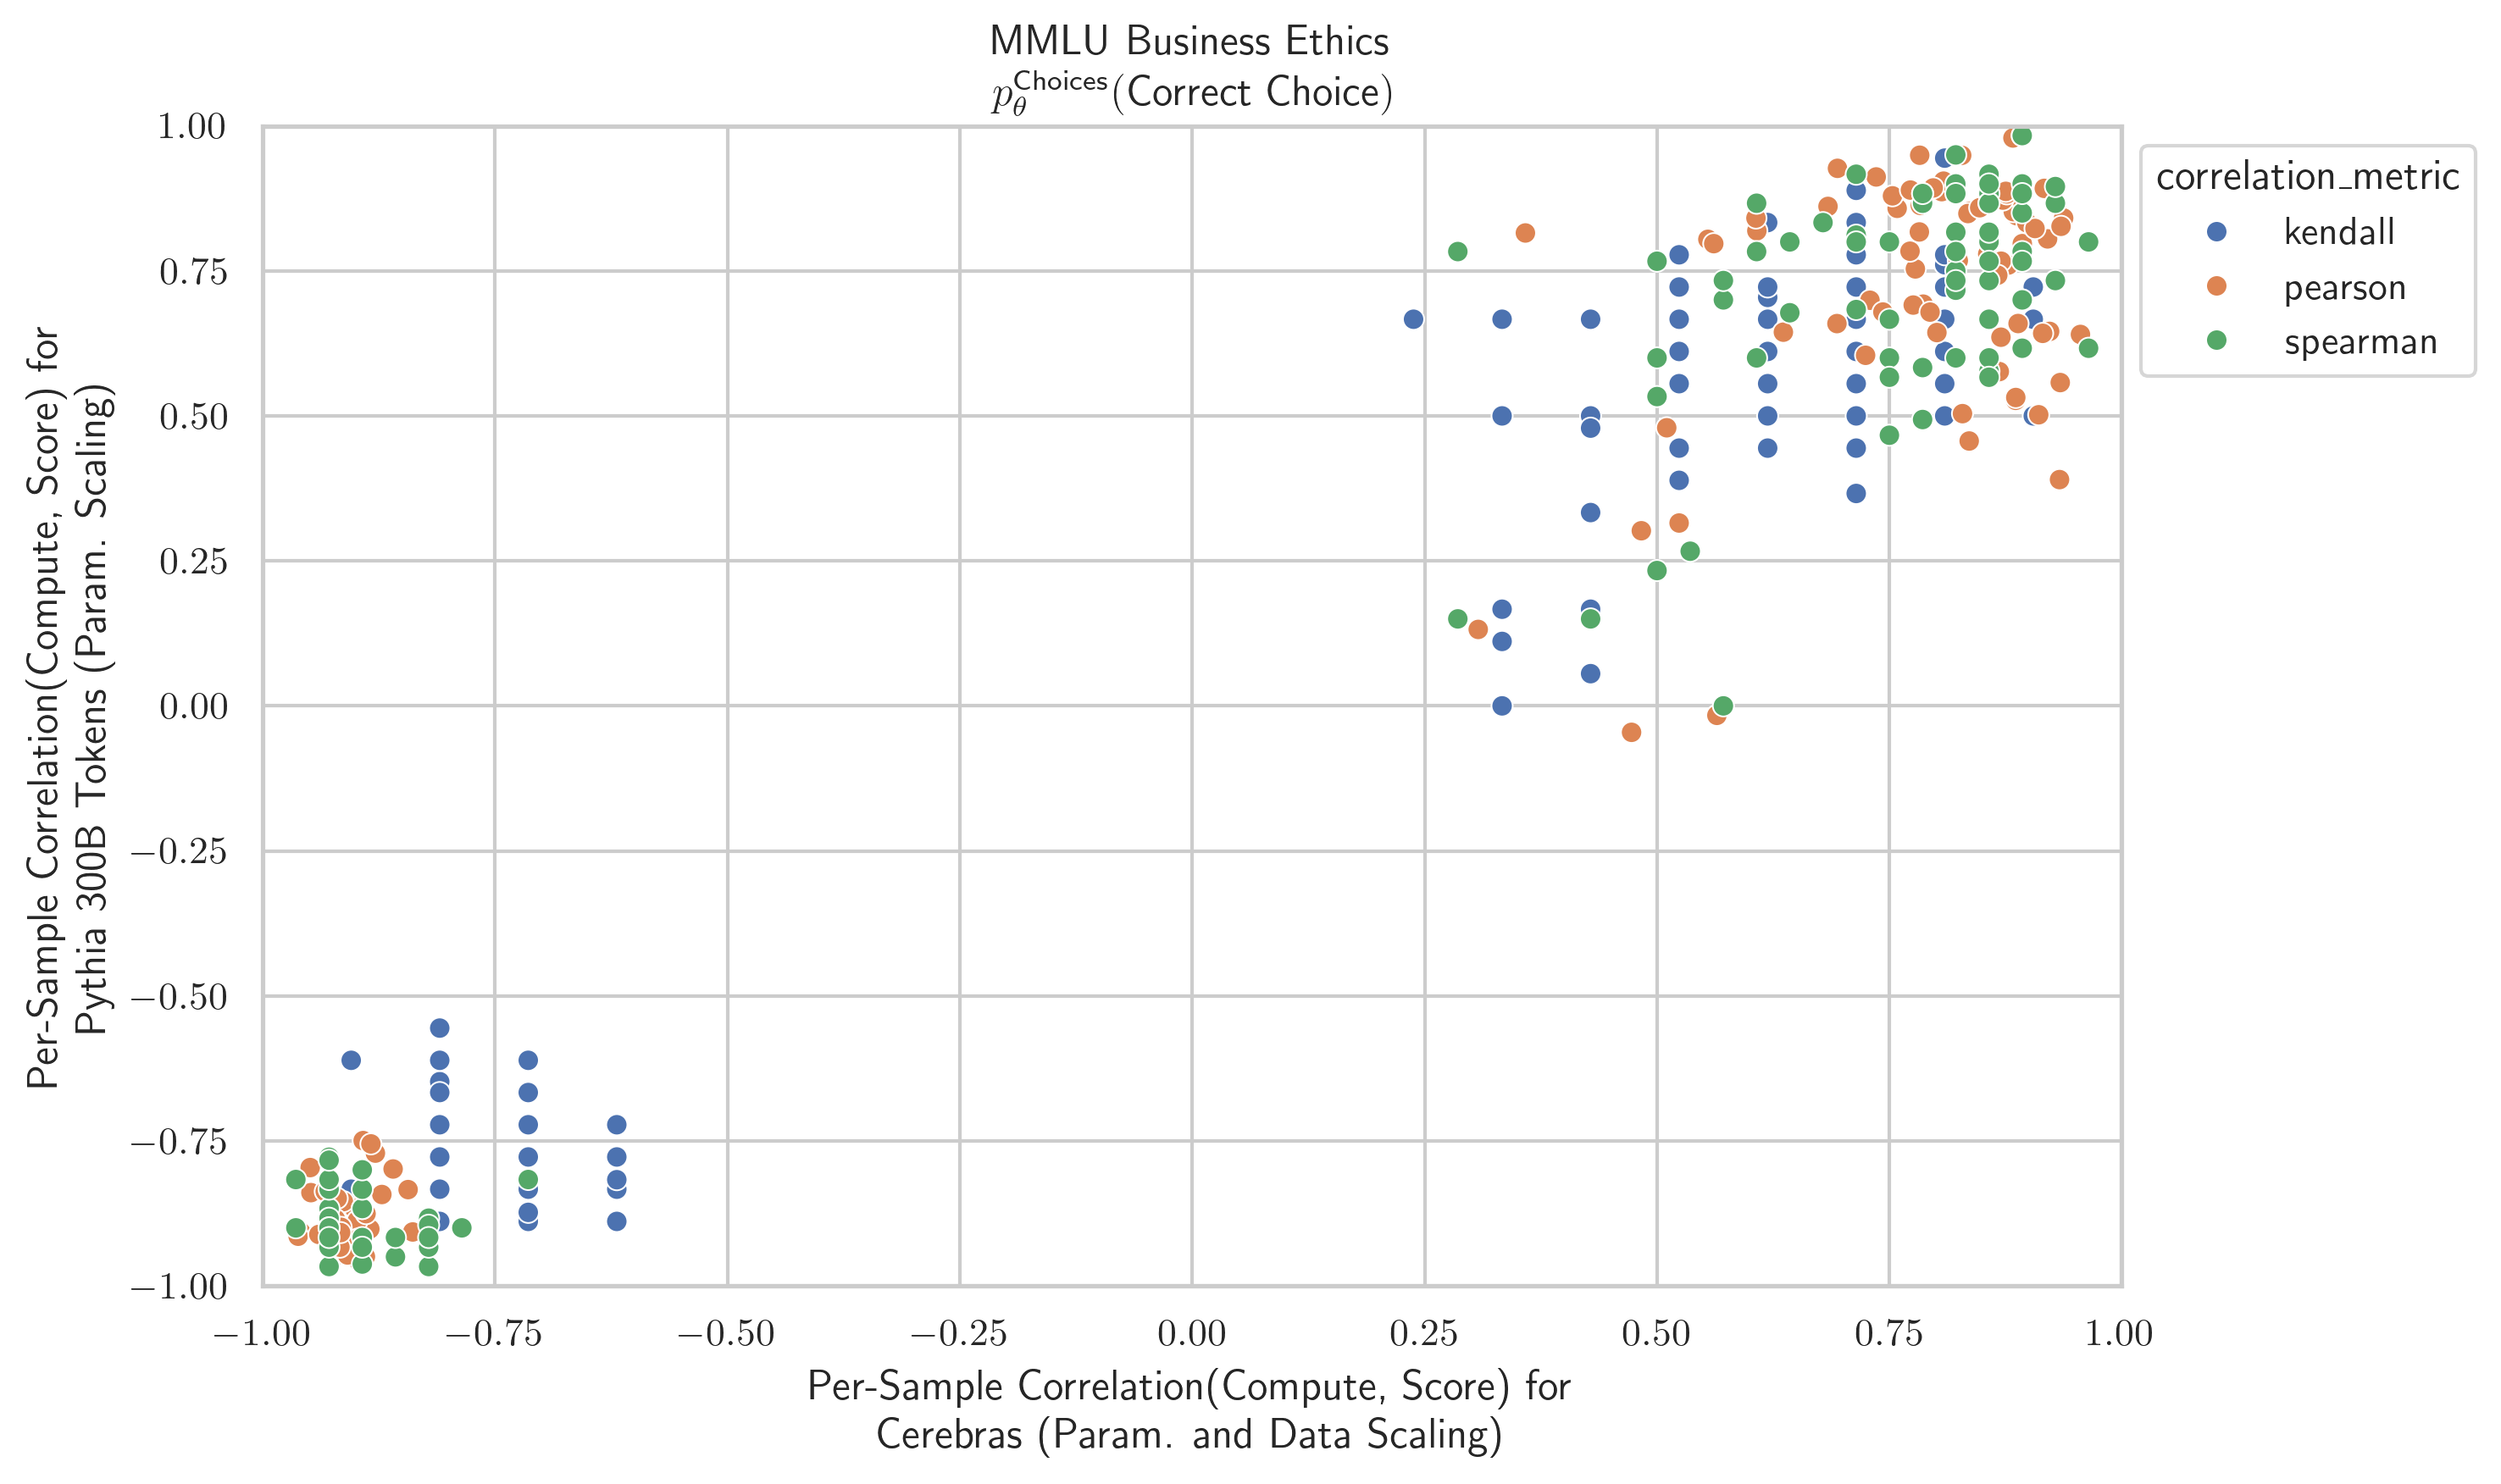 MMLU Business Ethics
p_θ^Choices(Correct Choice)
1.00
0.75
0.50
0.25
0.00
−0.25
−0.50
−0.75
−1.00
Per-Sample Correlation(Compute, Score) for
Pythia 300B Tokens (Param. Scaling)
correlation_metric
kendall
pearson
spearman
−1.00 −0.75 −0.50 −0.25 0.00 0.25 0.50 0.75 1.00
Per-Sample Correlation(Compute, Score) for
Cerebras (Param. and Data Scaling)